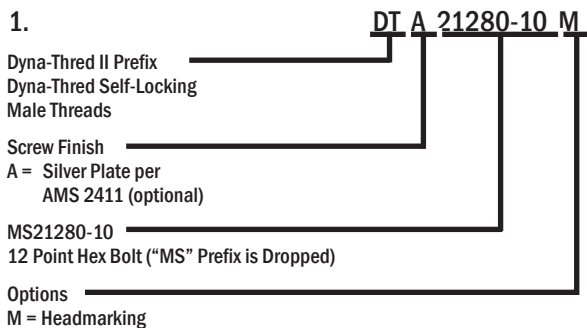 1.
DT A 21280-10 M
Dyna-Thred II Prefix
Dyna-Thred Self-Locking
Male Threads
Screw Finish
A = Silver Plate per
AMS 2411 (optional)
MS21280-10
12 Point Hex Bolt (“MS” Prefix is Dropped)
Options
M = Headmarking